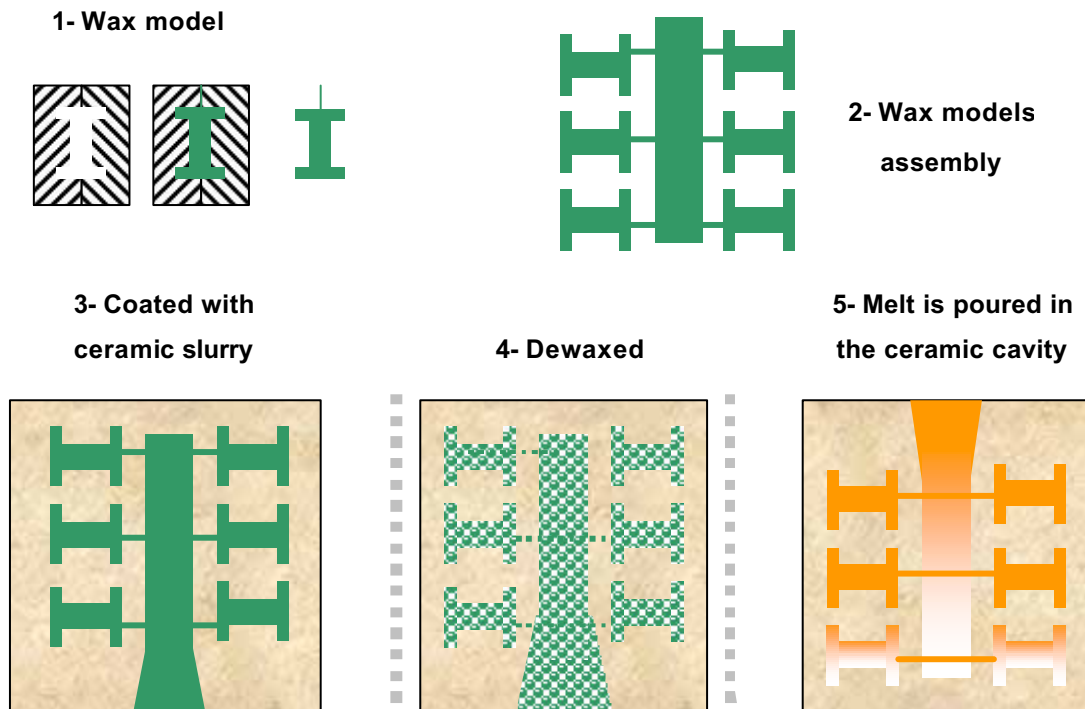 1- Wax model
2- Wax models
assembly
3- Coated with
ceramic slurry
4- Dewaxed
5- Melt is poured in
the ceramic cavity